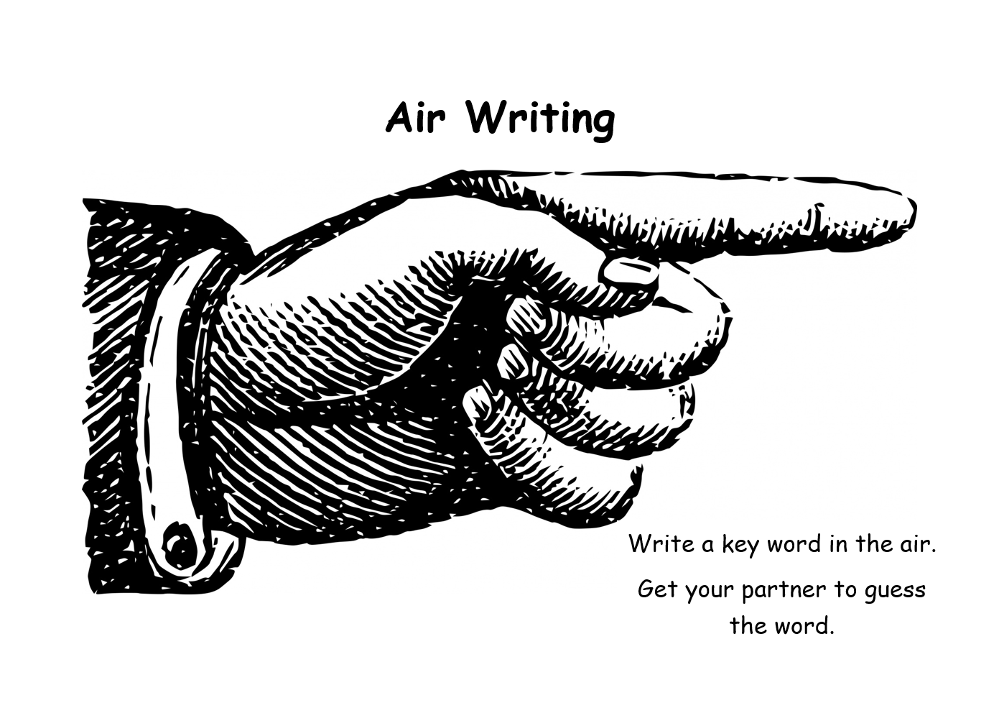 Air Writing
Write a key word in the air.
Get your partner to guess
the word.